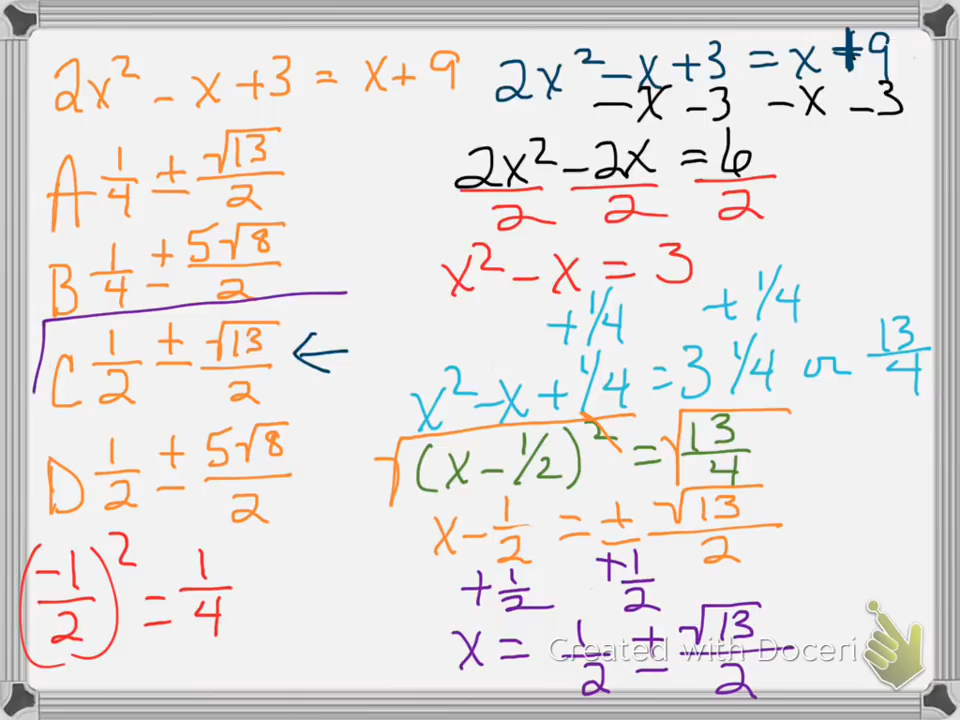 2x² - x + 3 = x + 9
A 1/4 ± √13/2
B 1/4 ± 5√8/2
C 1/2 ± √13/2 ←
D 1/2 ± 5√8/2
(-1/2)² = 1/4
2x² - x + 3 = x + 9
- x - 3 - x - 3
2x² - 2x = 6
2 2 2
x² - x = 3
+ 1/4 + 1/4
x² - x + 1/4 = 3 1/4 or 13/4
√(x - 1/2)² = √13/4
x - 1/2 = ± √13/2
+ 1/2 + 1/2
x = 1/2 ± √13/2
Created with Doceri